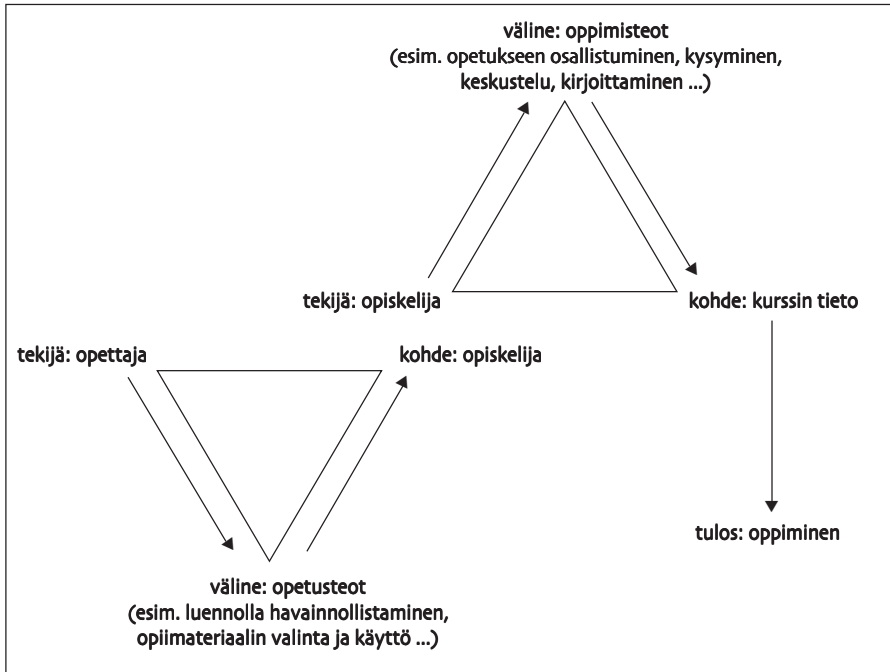 väline: oppimisteot
(esim. opetukseen osallistuminen, kysyminen,
keskustelu, kirjoittaminen ...)
tekijä: opiskelija
kohde: kurssin tieto
tekijä: opettaja
kohde: opiskelija
tulos: oppiminen
väline: opetusteot
(esim. luennolla havainnollistaminen,
opiimateriaalin valinta ja käyttö ...)